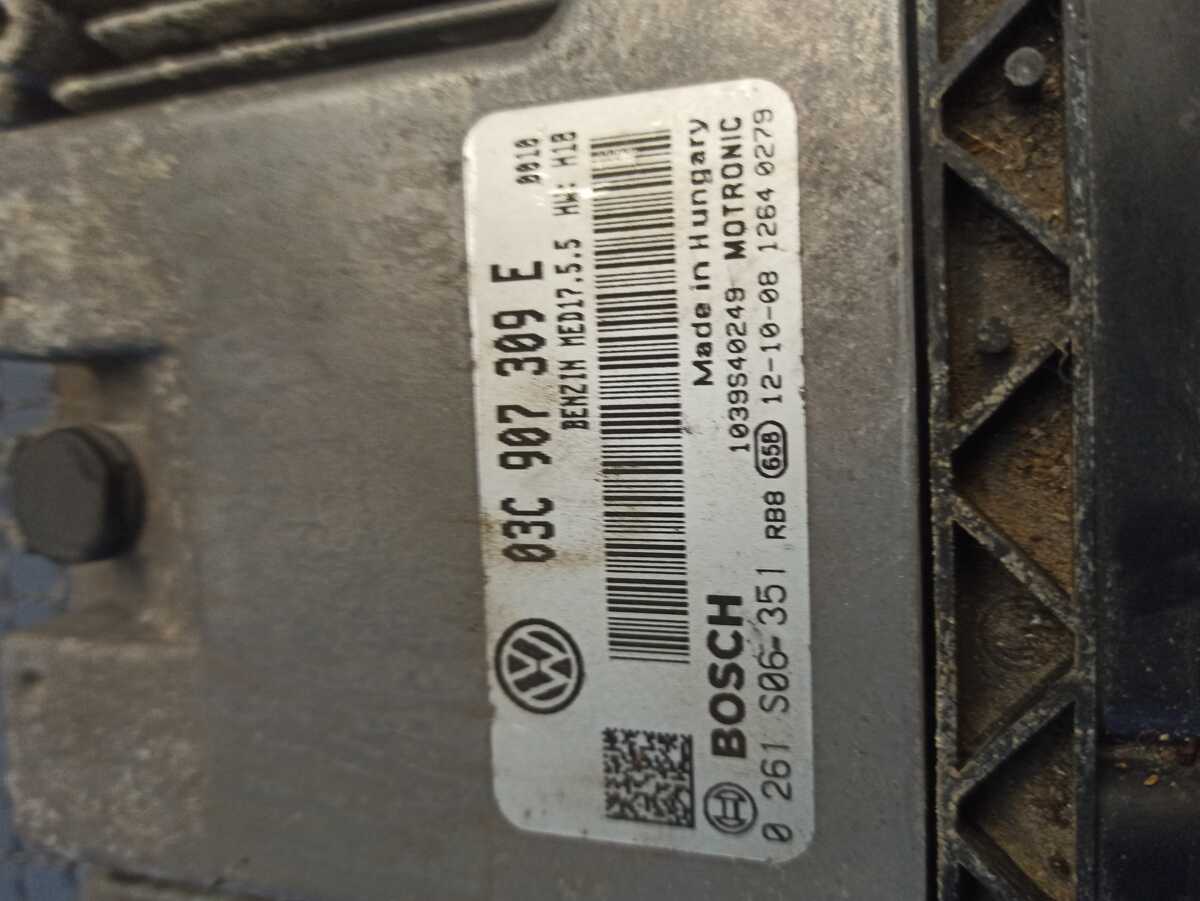 03C 907 309 E 0010
BENZIN MED17.5.5 HW: H18
Made in Hungary
BOSCH 1039S40249 MOTRONIC
0 261 S06 351 RB8 658 12-10-08 1264 0279